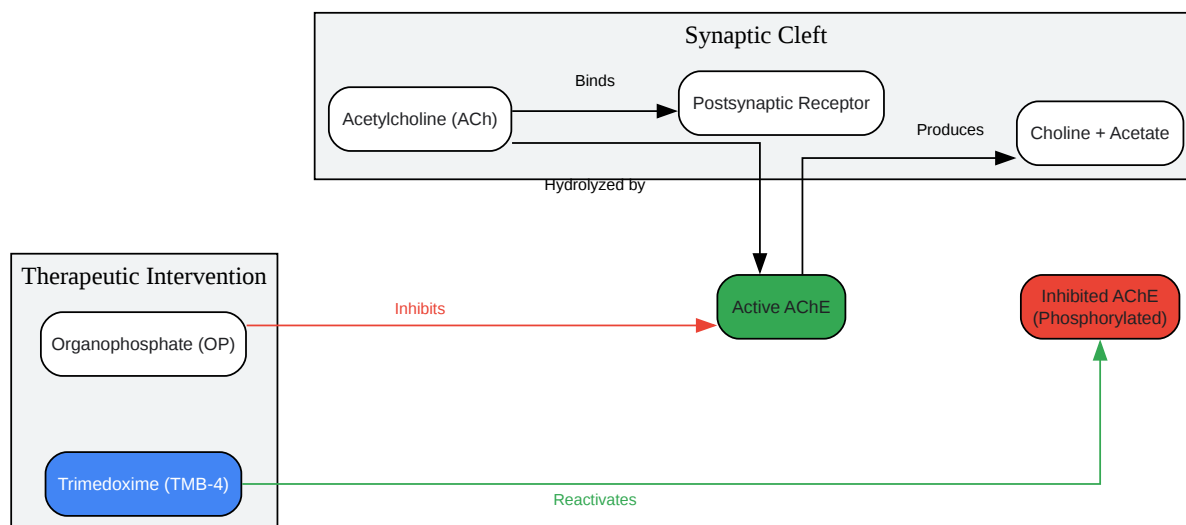 Synaptic Cleft
Binds
Acetylcholine (ACh)
Postsynaptic Receptor
Produces
Choline + Acetate
Hydrolyzed by
Therapeutic Intervention
Organophosphate (OP)
Inhibits
Active AChE
Inhibited AChE
(Phosphorylated)
Trimedoxime (TMB-4)
Reactivates